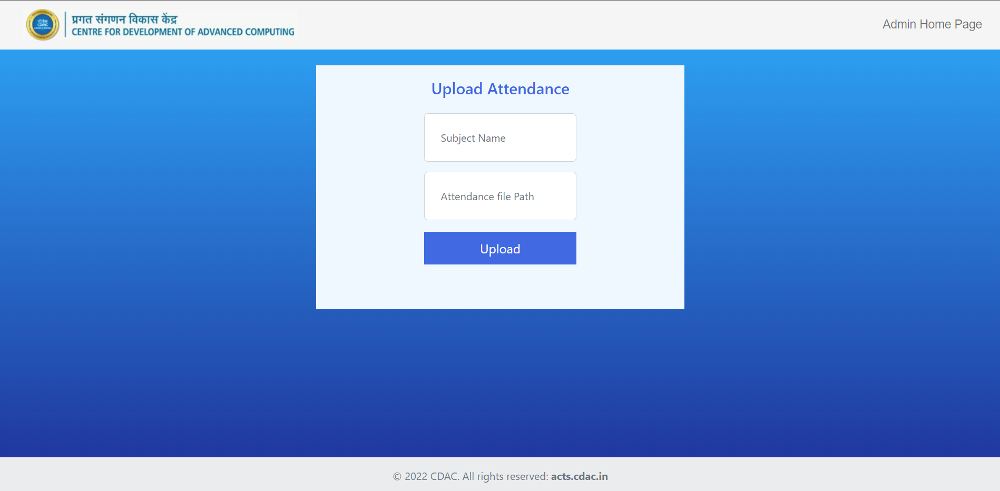 प्रगत संगणन विकास केंद्र
CENTRE FOR DEVELOPMENT OF ADVANCED COMPUTING
Admin Home Page
Upload Attendance
Subject Name
Attendance file Path
Upload
© 2022 CDAC. All rights reserved: acts.cdac.in